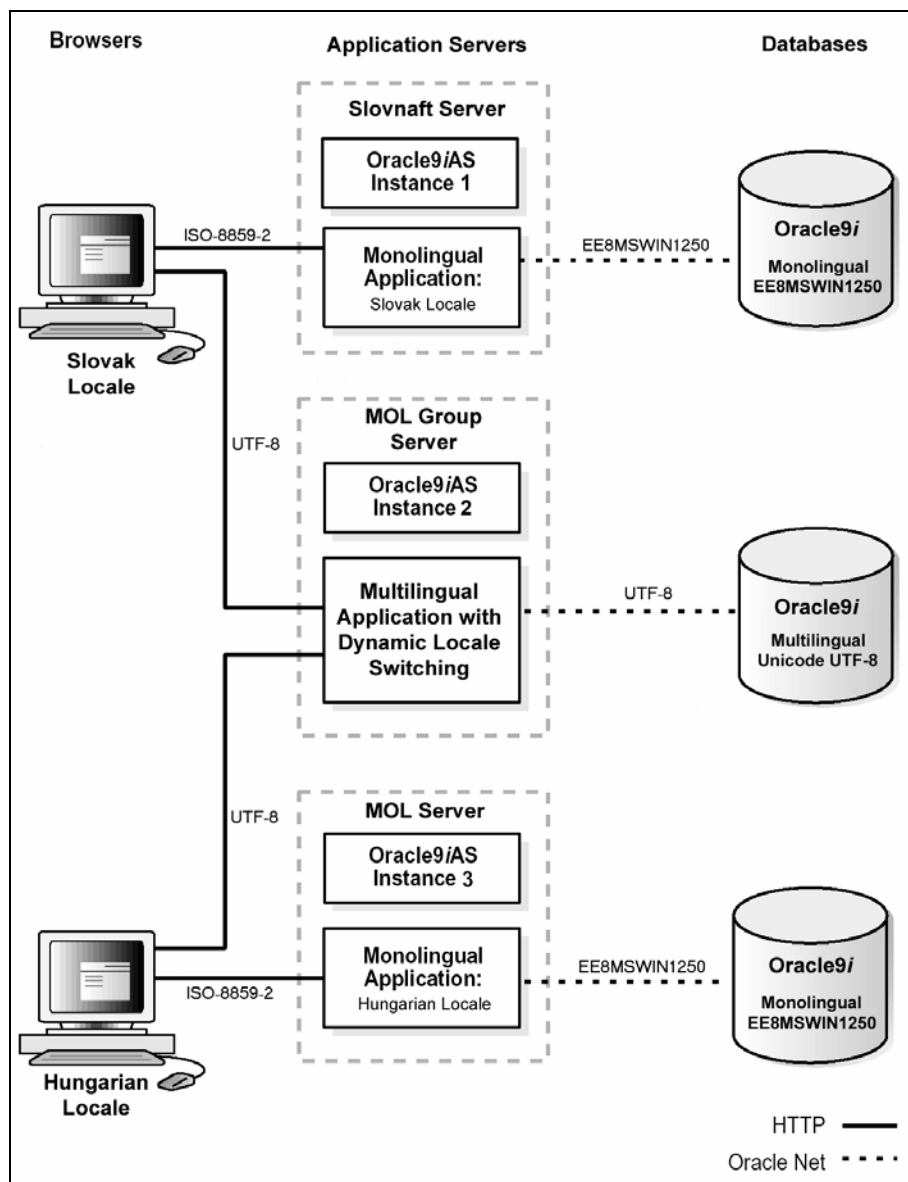 Browsers
Application Servers
Databases
Slovnaft Server
Oracle9iAS
Instance 1
ISO-8859-2
Monolingual
Application:
Slovak Locale
EE8MSWIN1250
Oracle9i
Monolingual
EE8MSWIN1250
Slovak
Locale
UTF-8
MOL Group
Server
Oracle9iAS
Instance 2
Multilingual
Application with
Dynamic Locale
Switching
UTF-8
Oracle9i
Multilingual
Unicode UTF-8
UTF-8
MOL Server
Oracle9iAS
Instance 3
ISO-8859-2
Monolingual
Application:
Hungarian Locale
EE8MSWIN1250
Oracle9i
Monolingual
EE8MSWIN1250
Hungarian
Locale
HTTP
Oracle Net